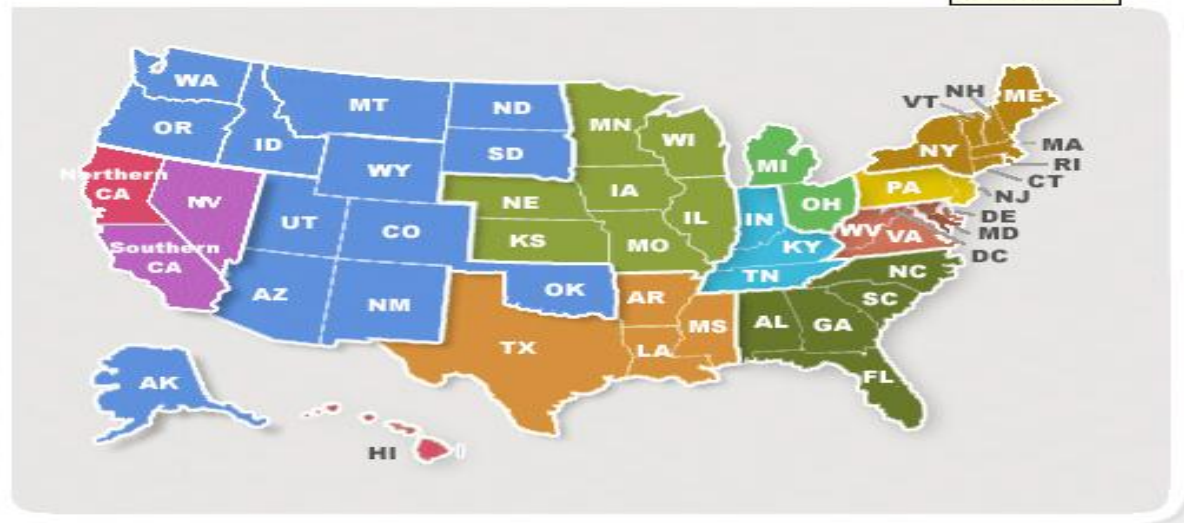 WA
MT
ND
MN
WI
VT
NH
ME
OR
ID
SD
MI
NY
MA
RI
CT
NJ
WY
Northern
CA
NV
NE
IA
IL
IN
OH
PA
DE
MD
DC
UT
CO
KS
MO
KY
WV
VA
Southern
CA
AZ
NM
OK
AR
TN
NC
SC
TX
LA
MS
AL
GA
FL
AK
HI